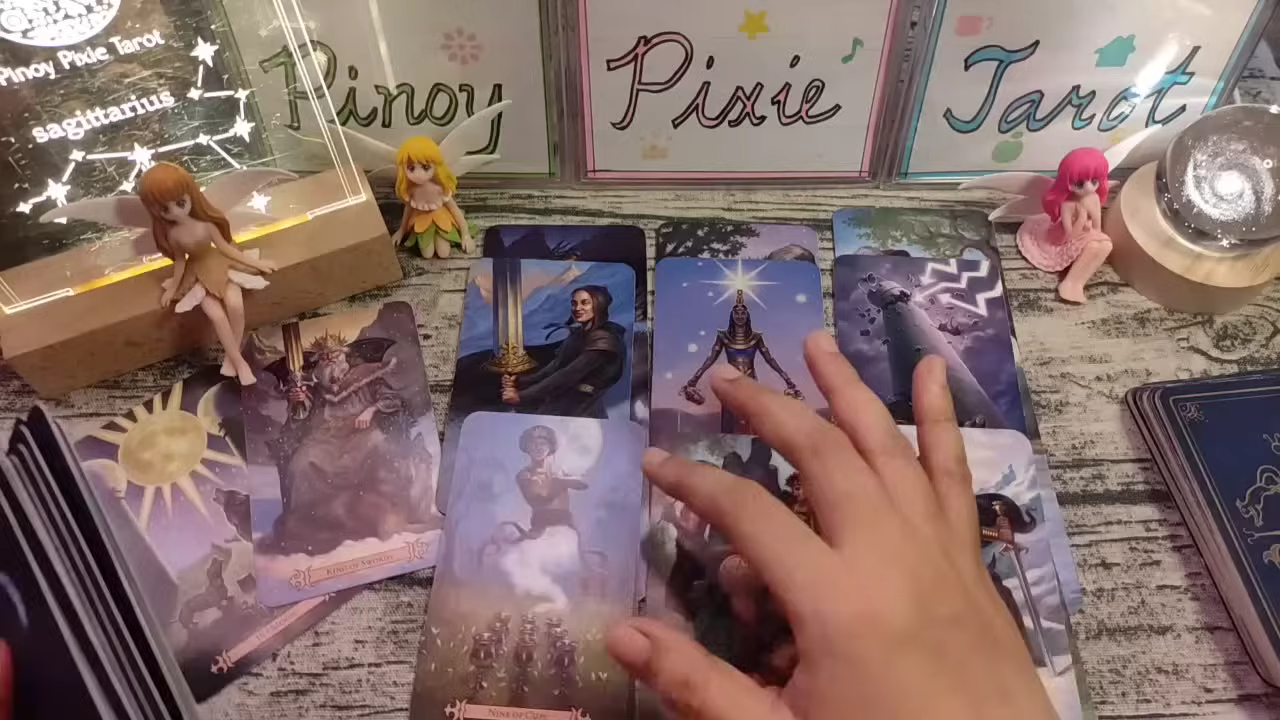 Pinoy Pixie Tarot
sagittarius
Pinoy
Pixie
Tarot
KING OF SWORDS
NINE OF CUPS